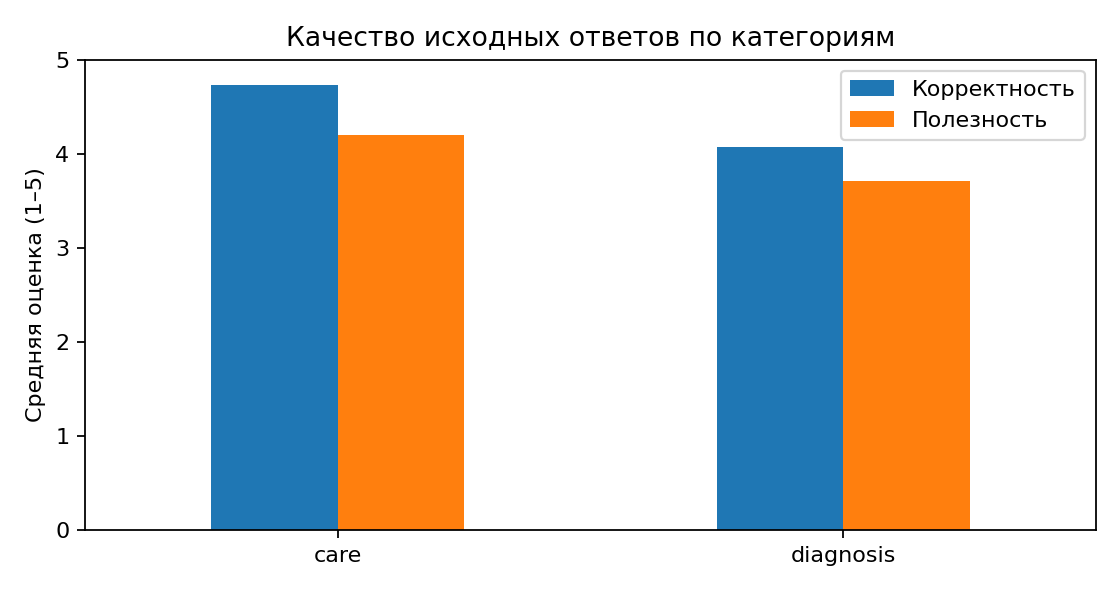 Качество исходных ответов по категориям
Корректность
Полезность
Средняя оценка (1–5)
5
4
3
2
1
0
care
diagnosis